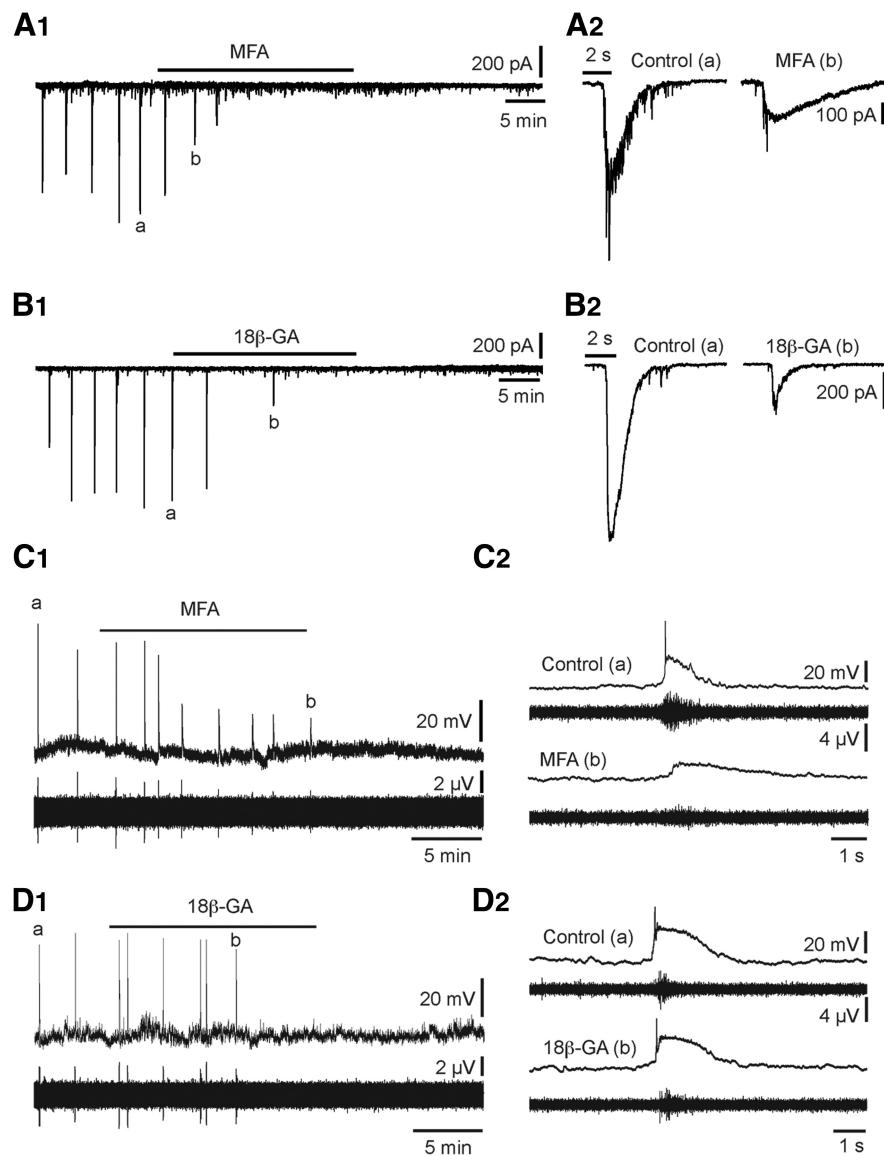 A1
A2
MFA
200 pA
5 min
b
a
2 s
Control (a)
MFA (b)
100 pA
B1
B2
18β-GA
200 pA
5 min
b
a
2 s
Control (a)
18β-GA (b)
200 pA
C1
C2
a
MFA
b
20 mV
2 µV
5 min
Control (a)
20 mV
4 µV
MFA (b)
1 s
D1
D2
a
18β-GA
b
20 mV
2 µV
5 min
Control (a)
20 mV
4 µV
18β-GA (b)
1 s